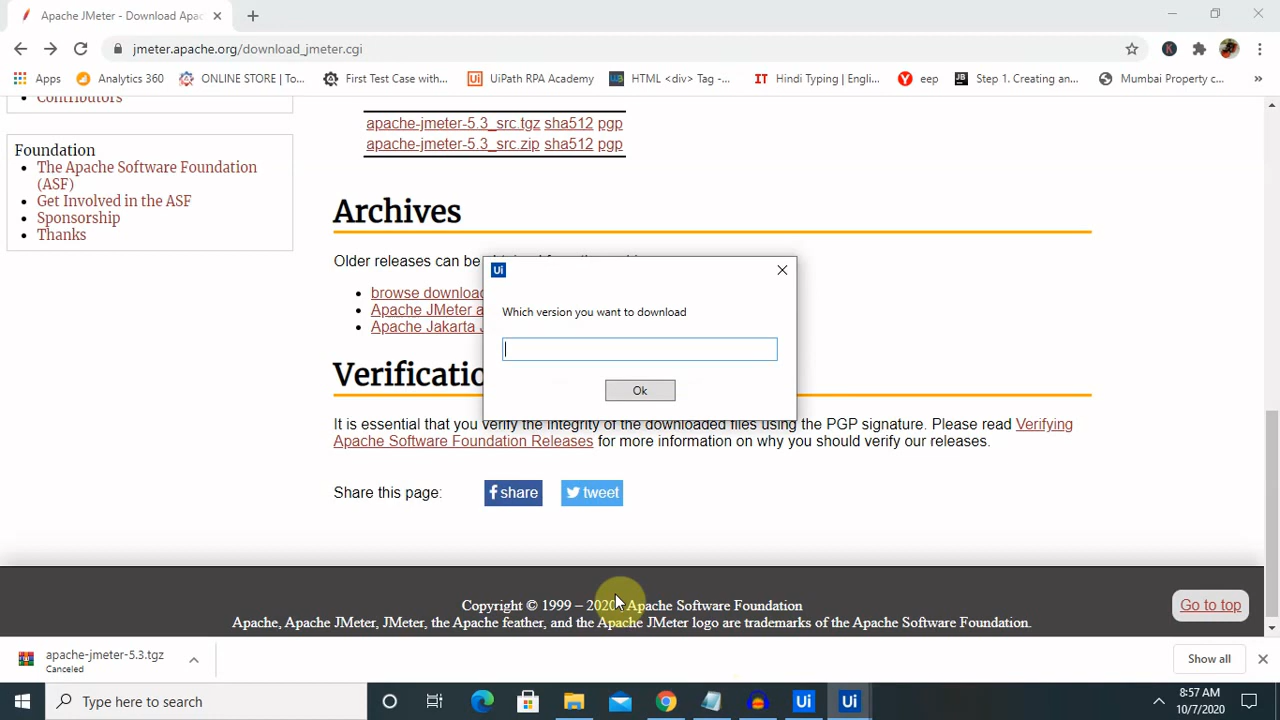 Apache JMeter - Download Apac
jmeter.apache.org/download_jmeter.cgi
K
Apps
Analytics 360
ONLINE STORE | To...
First Test Case with...
UiPath RPA Academy
HTML <div> Tag -...
IT Hindi Typing | Engli...
Y eep
JB Step 1. Creating an...
Mumbai Property c...
»
Contributors
apache-jmeter-5.3_src.tgz sha512 pgp
apache-jmeter-5.3_src.zip sha512 pgp
Foundation
The Apache Software Foundation
(ASF)
Get Involved in the ASF
Sponsorship
Thanks
Archives
Older releases can be
browse download
Apache JMeter a
Apache Jakarta J
Ui
Which version you want to download
Ok
Verificatio
It is essential that you verify the integrity of the downloaded files using the PGP signature. Please read Verifying
Apache Software Foundation Releases for more information on why you should verify our releases.
Share this page:
share
tweet
Copyright © 1999 – 2020 Apache Software Foundation
Apache, Apache JMeter, JMeter, the Apache feather, and the Apache JMeter logo are trademarks of the Apache Software Foundation.
Go to top
apache-jmeter-5.3.tgz
Canceled
Show all
Type here to search
Ui
Ui
8:57 AM
10/7/2020